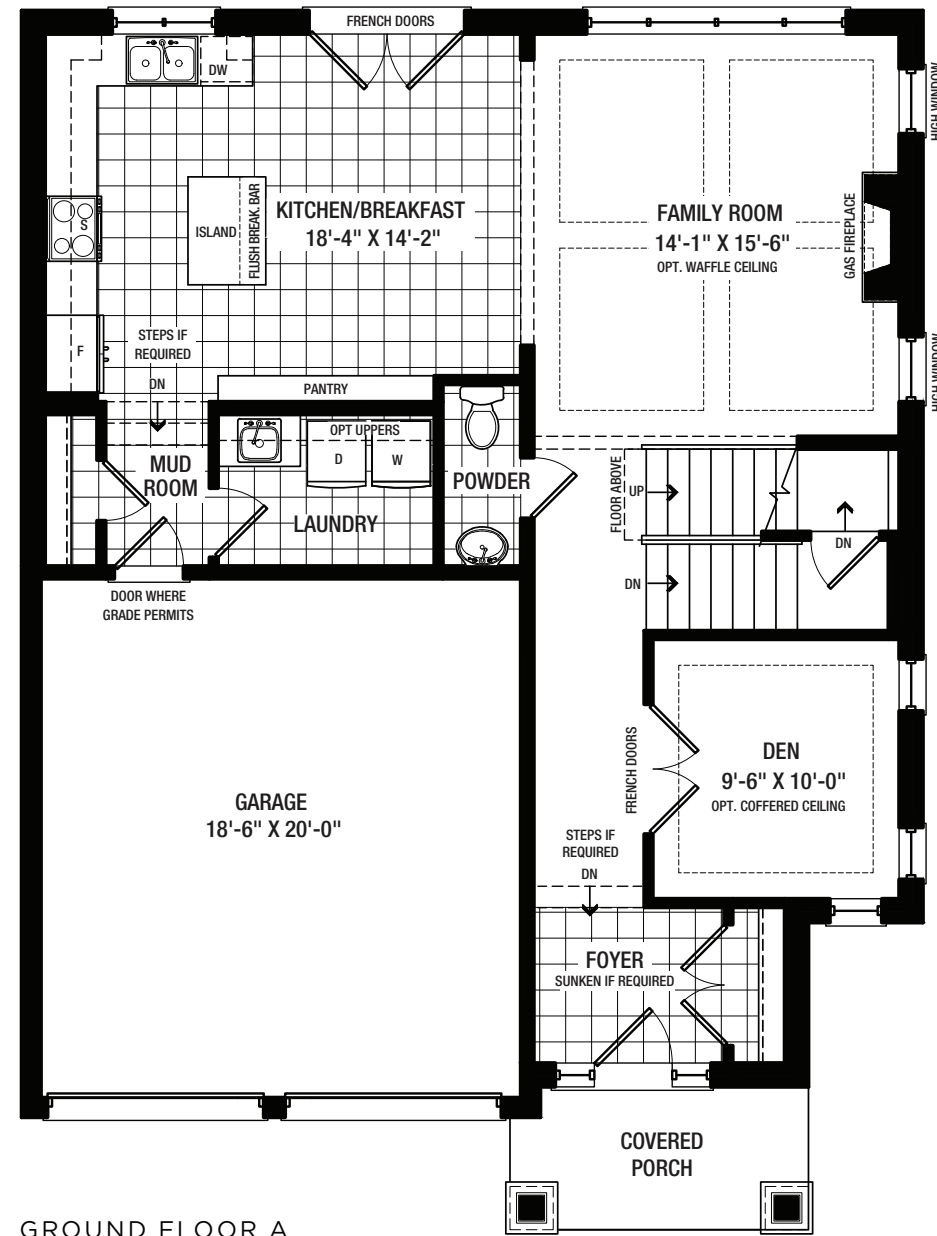 FRENCH DOORS
DW
HIGH WINDOW
S
ISLAND
FLUSH BREAK. BAR
KITCHEN/BREAKFAST
18'-4" X 14'-2"
FAMILY ROOM
14'-1" X 15'-6"
OPT. WAFFLE CEILING
GAS FIREPLACE
F
STEPS IF
REQUIRED
DN
PANTRY
HIGH WINDOW
OPT UPPERS
D
W
MUD
ROOM
LAUNDRY
POWDER
FLOOR ABOVE
UP
DN
DN
DOOR WHERE
GRADE PERMITS
FRENCH DOORS
DEN
9'-6" X 10'-0"
OPT. COFFERED CEILING
GARAGE
18'-6" X 20'-0"
STEPS IF
REQUIRED
DN
FOYER
SUNKEN IF REQUIRED
COVERED
PORCH
GROUND FLOOR A